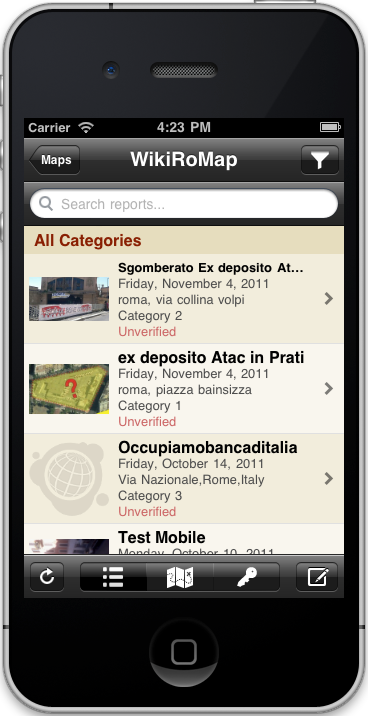 Carrier 4:23 PM
Maps WikiRoMap
Search reports...
All Categories
Sgomberato Ex deposito At...
Friday, November 4, 2011
roma, via collina volpi
Category 2
Unverified
ex deposito Atac in Prati
Friday, November 4, 2011
roma, piazza bainsizza
Category 1
Unverified
?
Occupiamobancaditalia
Friday, October 14, 2011
Via Nazionale,Rome,Italy
Category 3
Unverified
Test Mobile
Monday, October 10, 2011